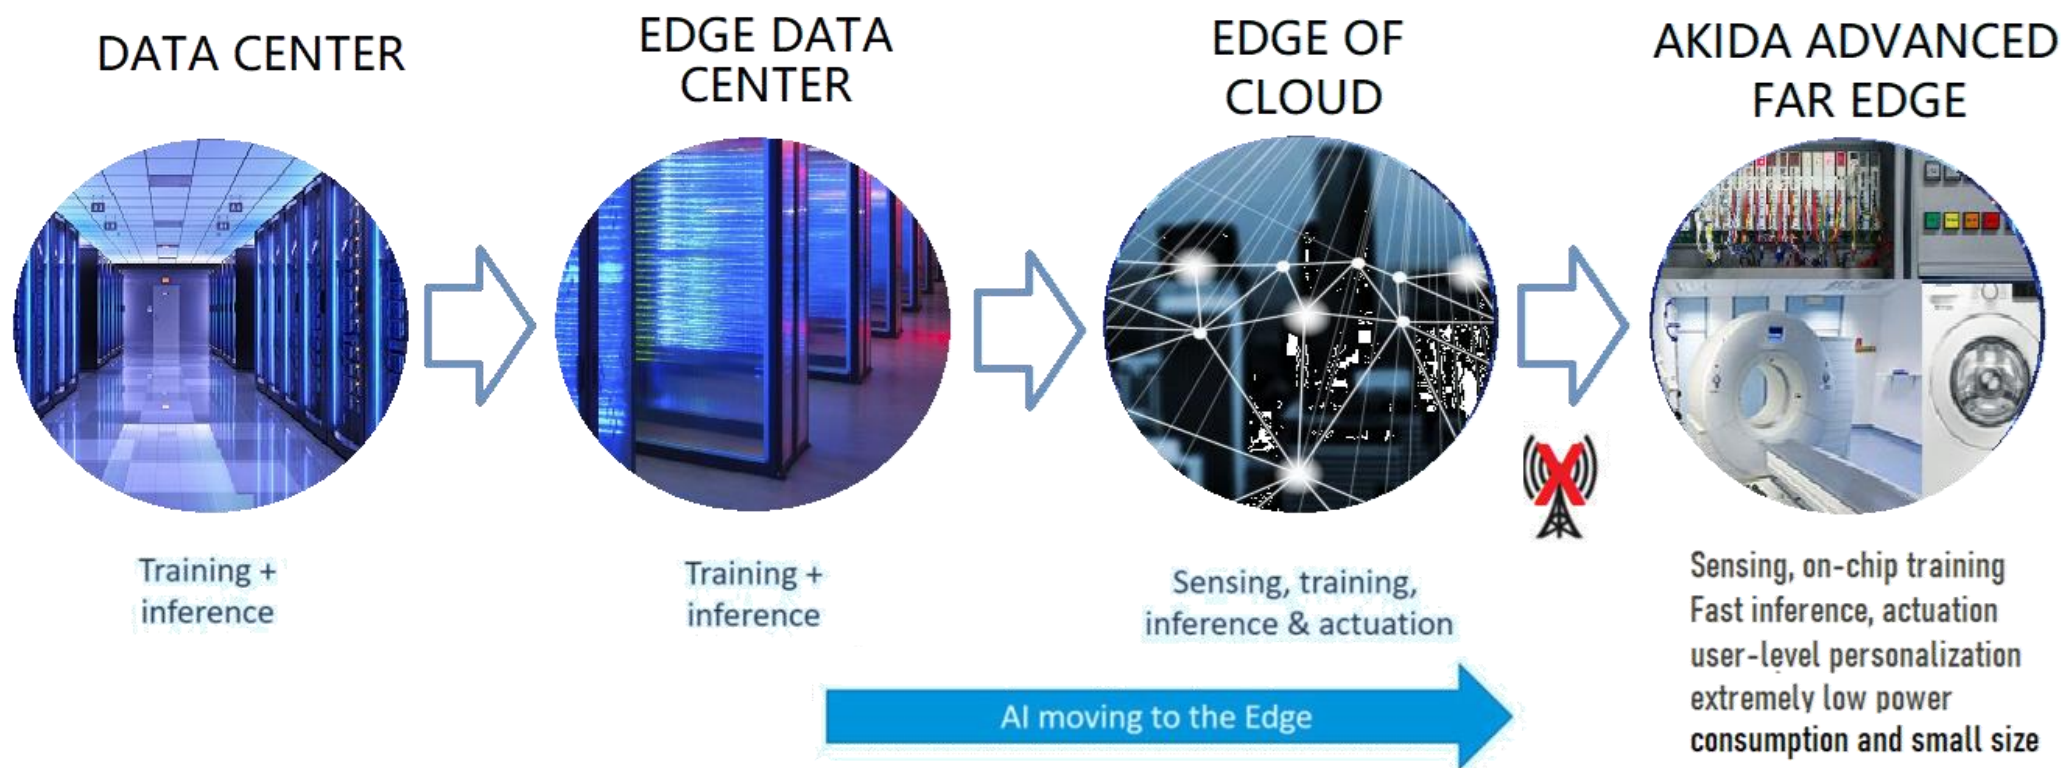 DATA CENTER
EDGE DATA
CENTER
EDGE OF
CLOUD
AKIDA ADVANCED
FAR EDGE
Training +
inference
Training +
inference
Sensing, training,
inference & actuation
Sensing, on-chip training
Fast inference, actuation
user-level personalization
extremely low power
consumption and small size
AI moving to the Edge